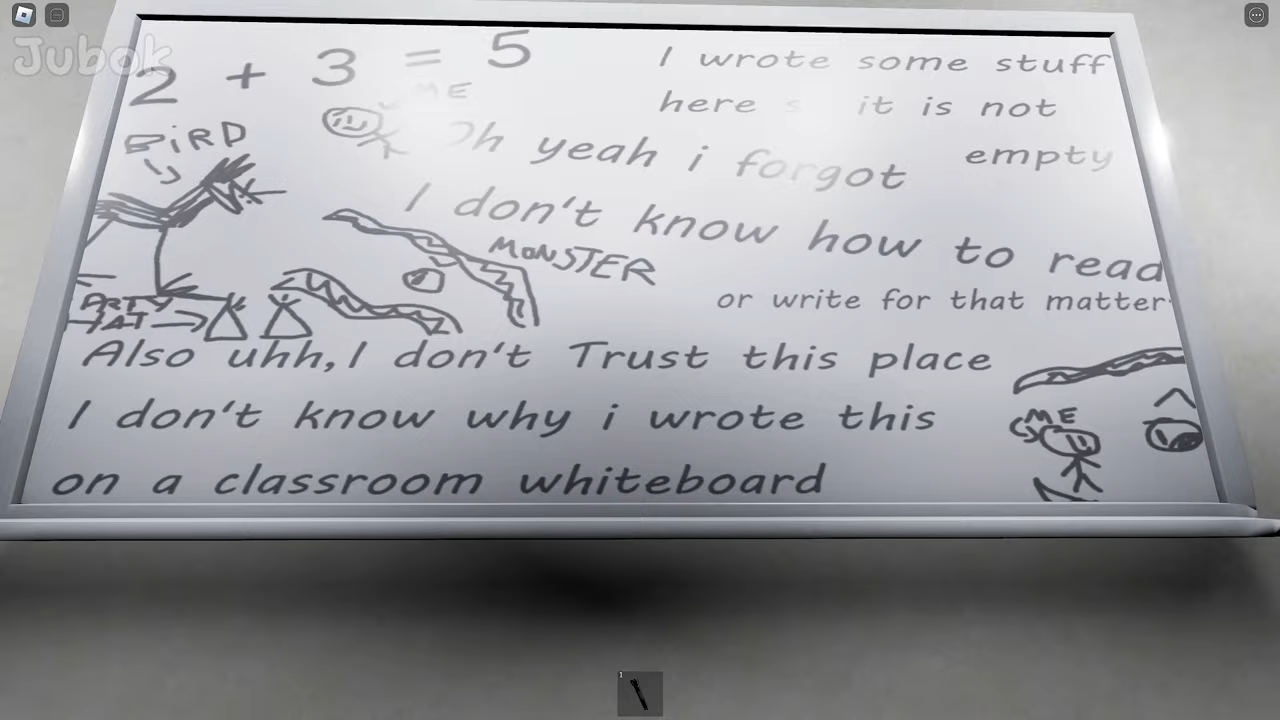 Jubok
2 + 3 = 5
I wrote some stuff
here s it is not
empty
ME
BiRD
Oh yeah i forgot
I don't know how to read
MONSTER
or write for that matter
PARTY
HAT
Also uhh, I don't Trust this place
I don't know why i wrote this
ME
on a classroom whiteboard
1